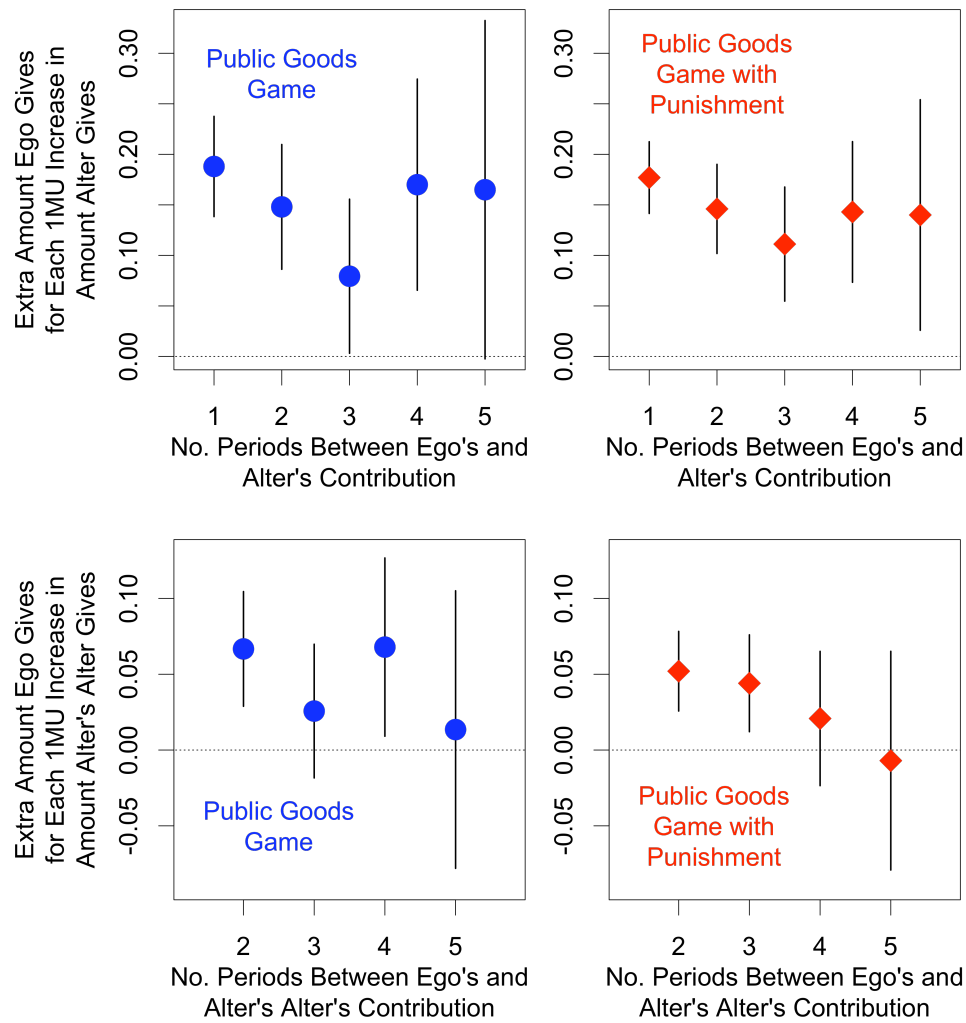 Extra Amount Ego Gives
for Each 1MU Increase in
Amount Alter Gives
0.30
0.20
0.10
0.00
Public Goods
Game
1 2 3 4 5
No. Periods Between Ego's and
Alter's Contribution
0.30
0.20
0.10
0.00
Public Goods
Game with
Punishment
1 2 3 4 5
No. Periods Between Ego's and
Alter's Contribution
Extra Amount Ego Gives
for Each 1MU Increase in
Amount Alter's Alter Gives
0.10
0.05
0.00
-0.05
Public Goods
Game
2 3 4 5
No. Periods Between Ego's and
Alter's Alter's Contribution
0.10
0.05
0.00
-0.05
Public Goods
Game with
Punishment
2 3 4 5
No. Periods Between Ego's and
Alter's Alter's Contribution